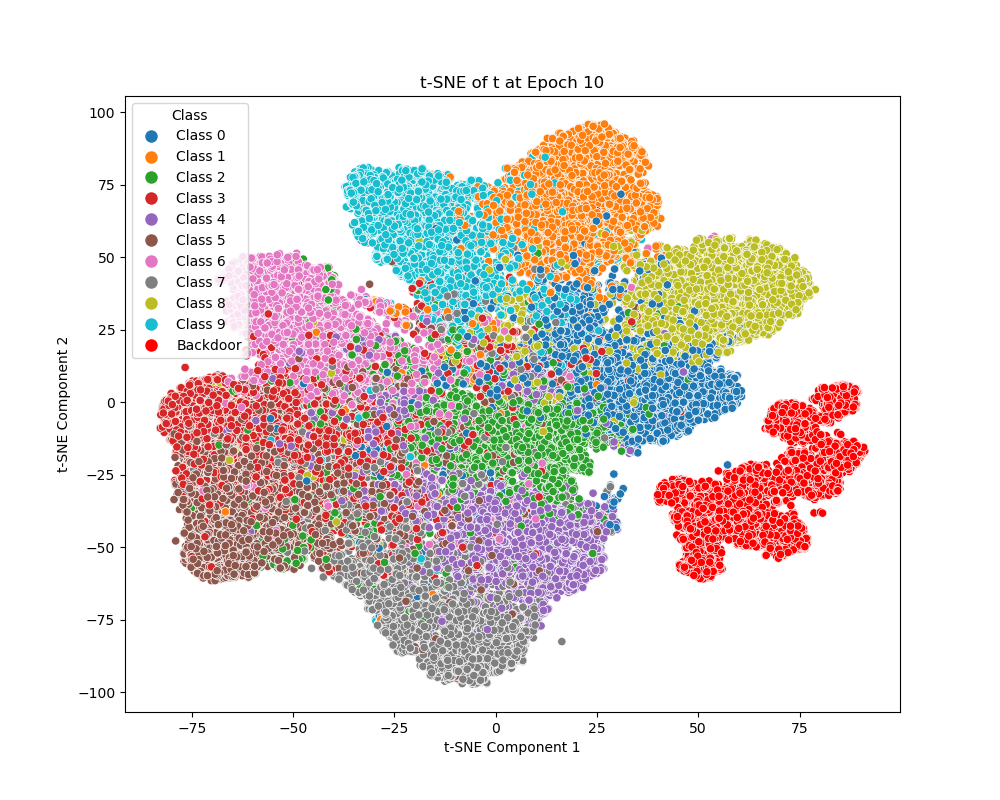 t-SNE of t at Epoch 10
Class
Class 0
Class 1
Class 2
Class 3
Class 4
Class 5
Class 6
Class 7
Class 8
Class 9
Backdoor
100
75
50
25
0
−25
−50
−75
−100
t-SNE Component 2
−75 −50 −25 0 25 50 75
t-SNE Component 1